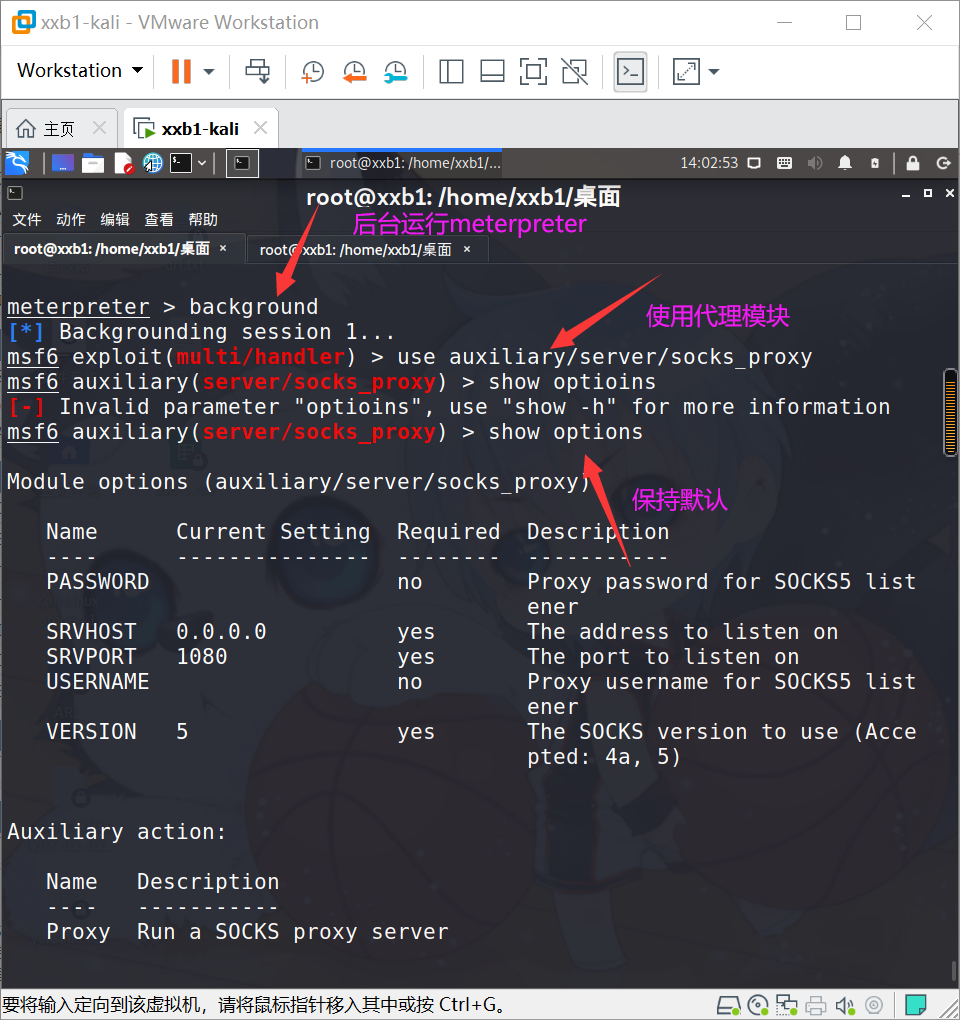 xxb1-kali - VMware Workstation
Workstation
主页
xxb1-kali
root@xxb1: /home/xxb1/...
14:02:53
root@xxb1: /home/xxb1/桌面
文件 动作 编辑 查看 帮助
后台运行meterpreter
root@xxb1: /home/xxb1/桌面
root@xxb1: /home/xxb1/桌面
meterpreter > background
[*] Backgrounding session 1...
使用代理模块
msf6 exploit(multi/handler) > use auxiliary/server/socks_proxy
msf6 auxiliary(server/socks_proxy) > show optioins
[-] Invalid parameter "optioins", use "show -h" for more information
msf6 auxiliary(server/socks_proxy) > show options
Module options (auxiliary/server/socks_proxy)
保持默认
Name Current Setting Required Description
---- --------------- -------- -----------
PASSWORD no Proxy password for SOCKS5 list
ener
SRVHOST 0.0.0.0 yes The address to listen on
SRVPORT 1080 yes The port to listen on
USERNAME no Proxy username for SOCKS5 list
ener
VERSION 5 yes The SOCKS version to use (Acce
pted: 4a, 5)
Auxiliary action:
Name Description
---- -----------
Proxy Run a SOCKS proxy server
要将输入定向到该虚拟机，请将鼠标指针移入其中或按 Ctrl+G。